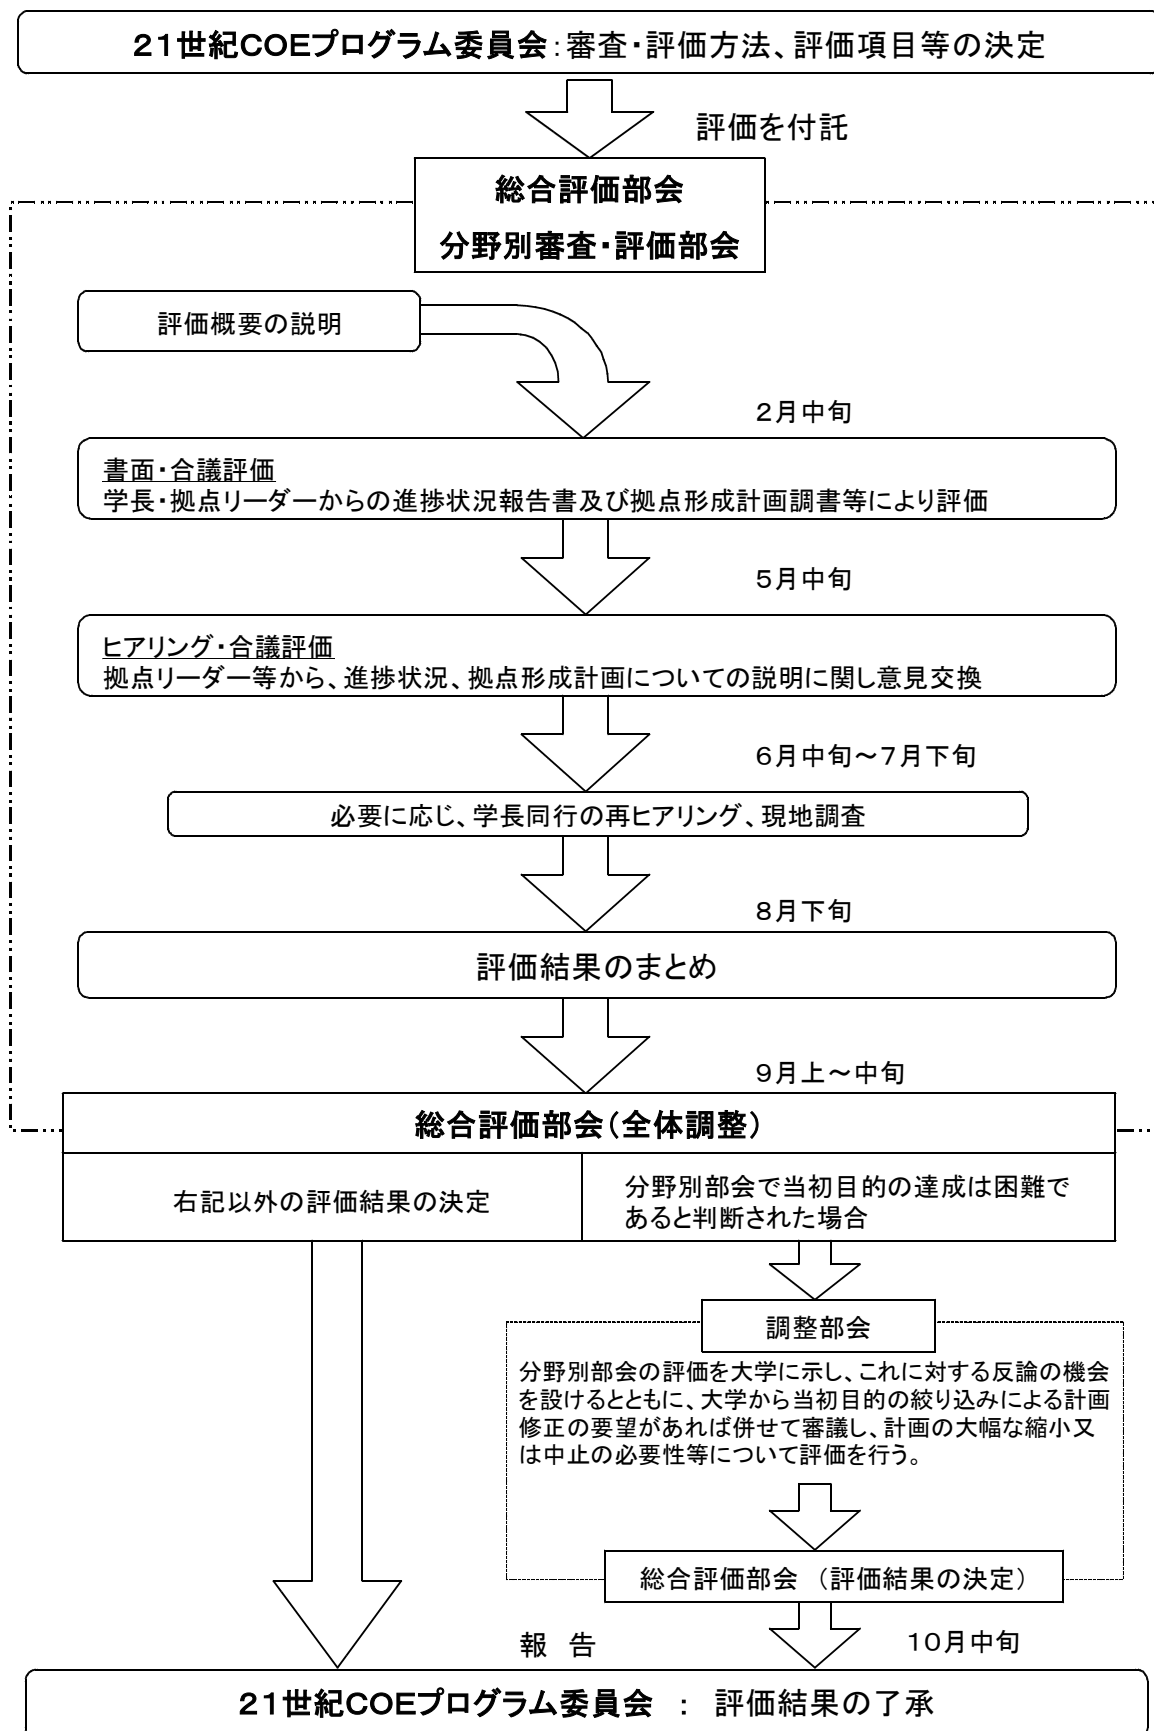 21世紀COEプログラム委員会:審査・評価方法、評価項目等の決定
評価を付託
総合評価部会
分野別審査・評価部会
評価概要の説明
2月中旬
書面・合議評価
学長・拠点リーダーからの進捗状況報告書及び拠点形成計画調書等により評価
5月中旬
ヒアリング・合議評価
拠点リーダー等から、進捗状況、拠点形成計画についての説明に関し意見交換
6月中旬～7月下旬
必要に応じ、学長同行の再ヒアリング、現地調査
8月下旬
評価結果のまとめ
9月上～中旬
総合評価部会(全体調整)
右記以外の評価結果の決定
分野別部会で当初目的の達成は困難で
あると判断された場合
調整部会
分野別部会の評価を大学に示し、これに対する反論の機会
を設けるとともに、大学から当初目的の絞り込みによる計画
修正の要望があれば併せて審議し、計画の大幅な縮小又
は中止の必要性等について評価を行う。
総合評価部会 (評価結果の決定)
報 告
10月中旬
21世紀COEプログラム委員会 : 評価結果の了承